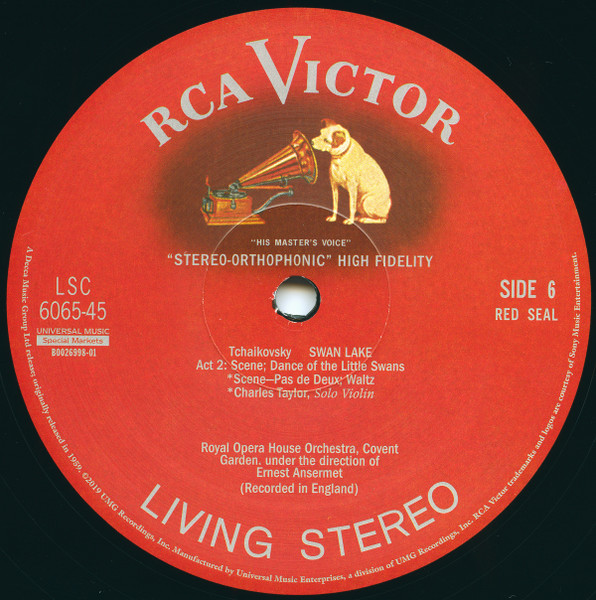 RCA VICTOR
"HIS MASTER'S VOICE"
"STEREO-ORTHOPHONIC" HIGH FIDELITY
LSC
6065-45
UNIVERSAL MUSIC
Special Markets
B0026998-01
SIDE 6
RED SEAL
Tchaikovsky SWAN LAKE
Act 2: Scene; Dance of the Little Swans
*Scene—Pas de Deux; Waltz
*Charles Taylor, Solo Violin
Royal Opera House Orchestra, Covent
Garden. under the direction of
Ernest Ansermet
(Recorded in England)
LIVING STEREO
A Decca Music Group Ltd release; originally released in 1959. ©2019 UMG Recordings, Inc. Manufactured by Universal Music Enterprises, a division of UMG Recordings, Inc. RCA Victor trademarks and logos are courtesy of Sony Music Entertainment.